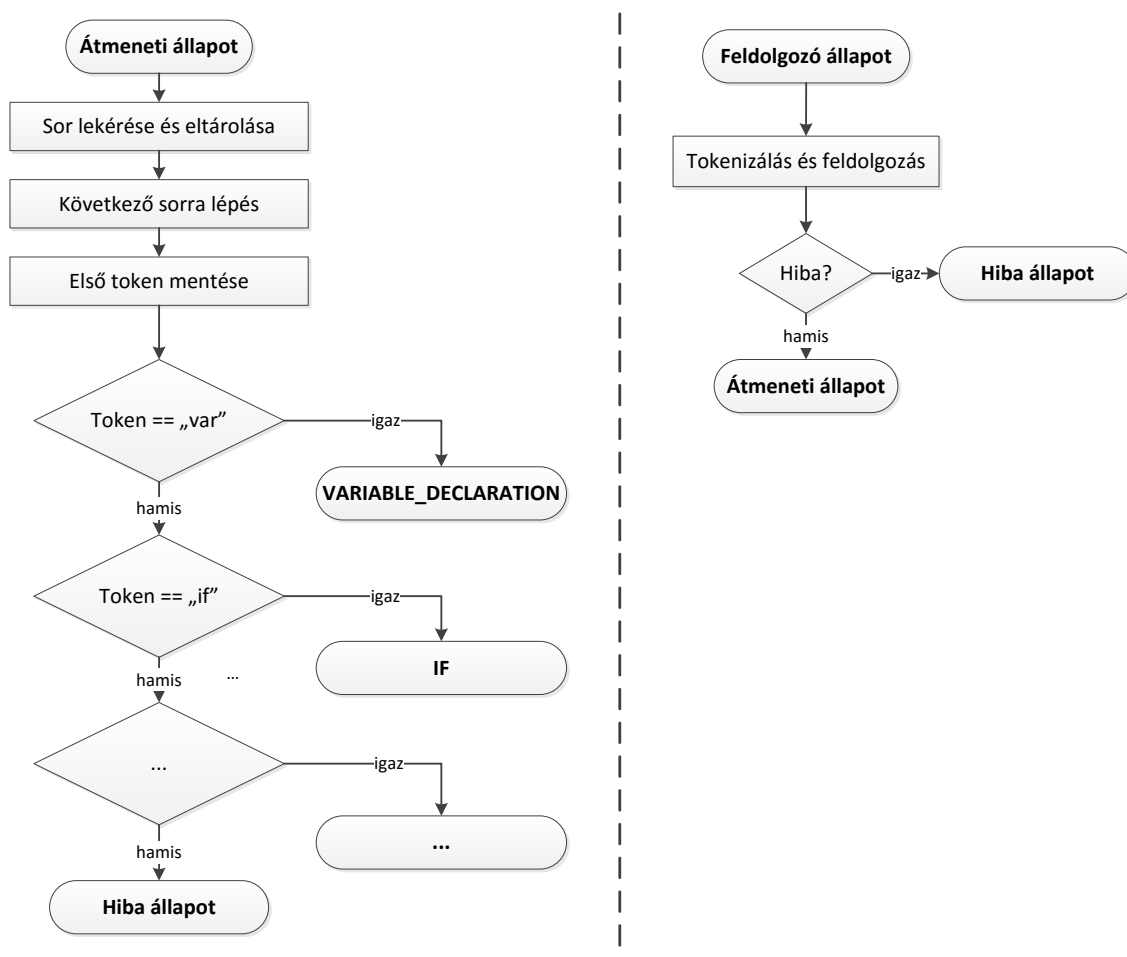 Átmeneti állapot
Sor lekérése és eltárolása
Következő sorra lépés
Első token mentése
Token == „var”
igaz
VARIABLE_DECLARATION
hamis
Token == „if”
igaz
IF
hamis
...
...
igaz
...
hamis
Hiba állapot
Feldolgozó állapot
Tokenizálás és feldolgozás
Hiba?
igaz
Hiba állapot
hamis
Átmeneti állapot